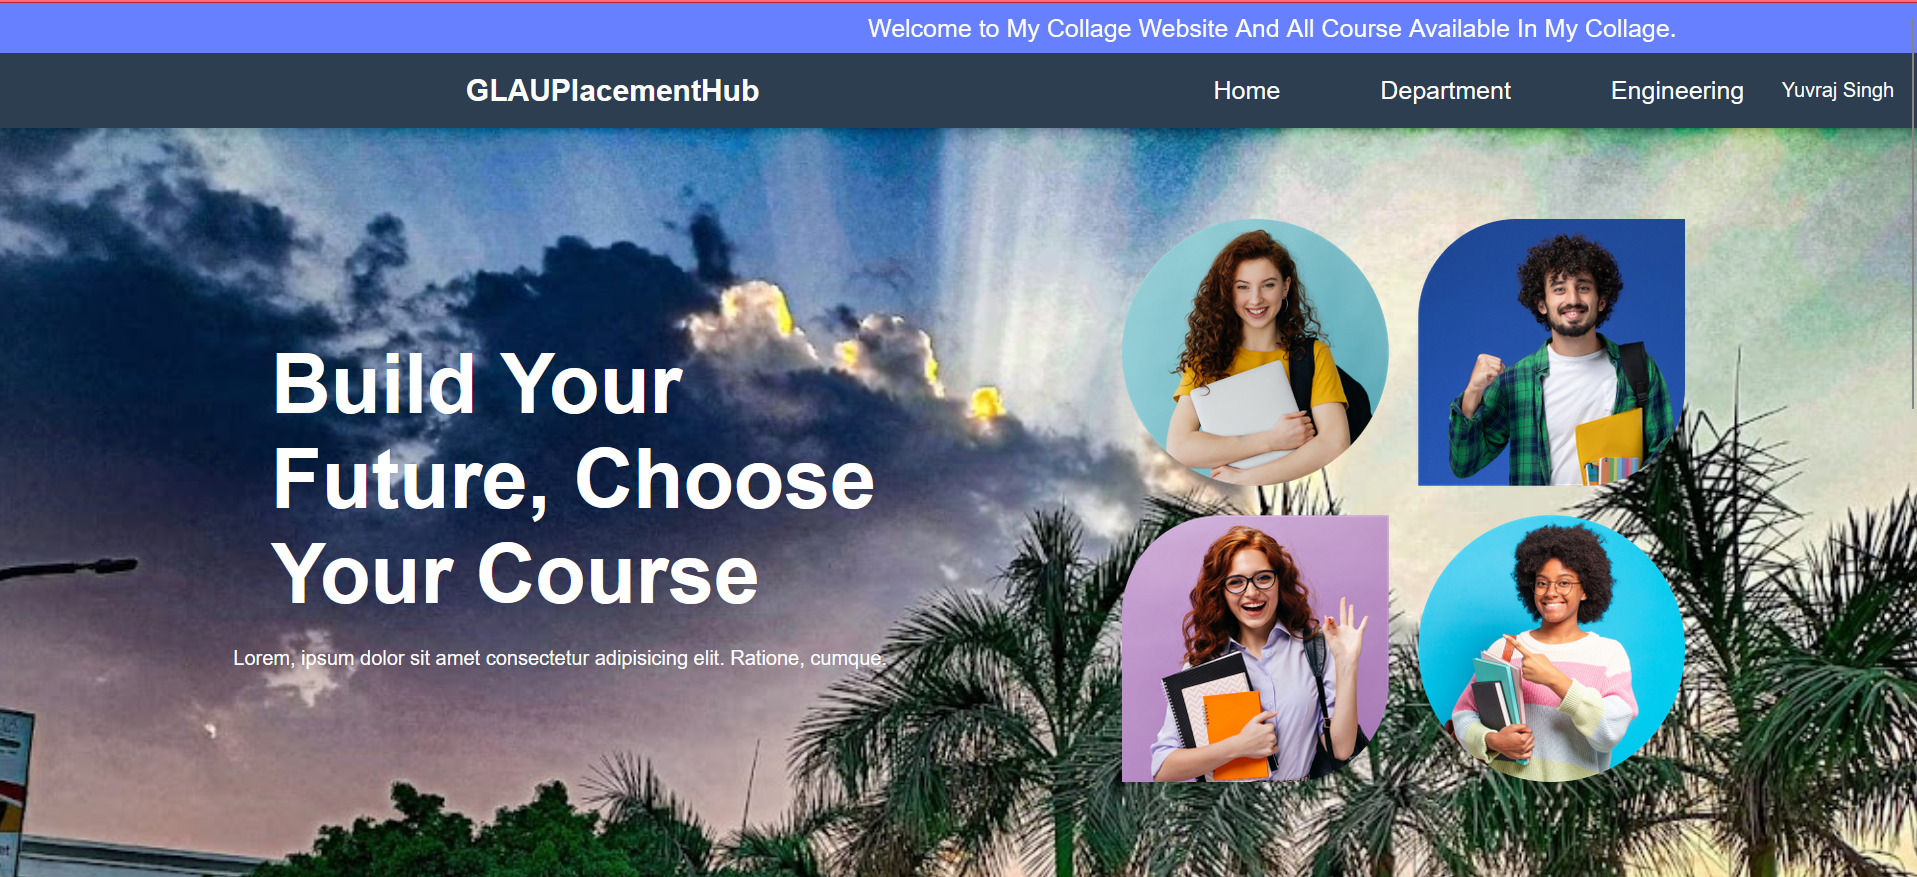 Welcome to My Collage Website And All Course Available In My Collage.
GLAUPlacementHub
Home
Department
Engineering
Yuvraj Singh
Build Your
Future, Choose
Your Course
Lorem, ipsum dolor sit amet consectetur adipisicing elit. Ratione, cumque.